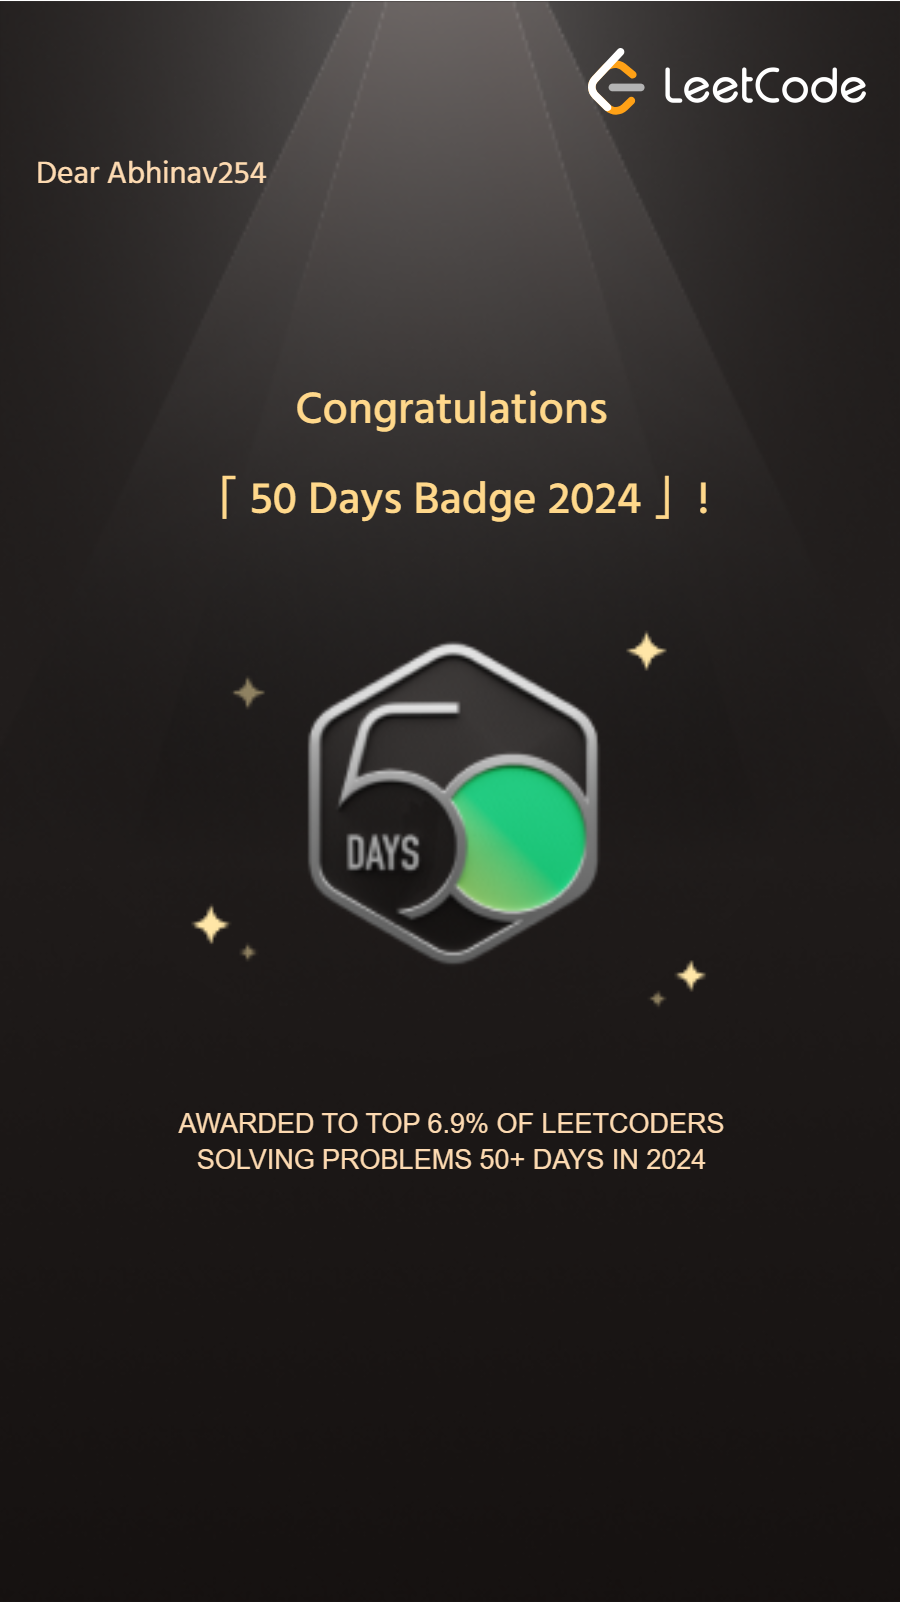 LeetCode
Dear Abhinav254
Congratulations
「 50 Days Badge 2024 」 !
50
DAYS
AWARDED TO TOP 6.9% OF LEETCODERS
SOLVING PROBLEMS 50+ DAYS IN 2024